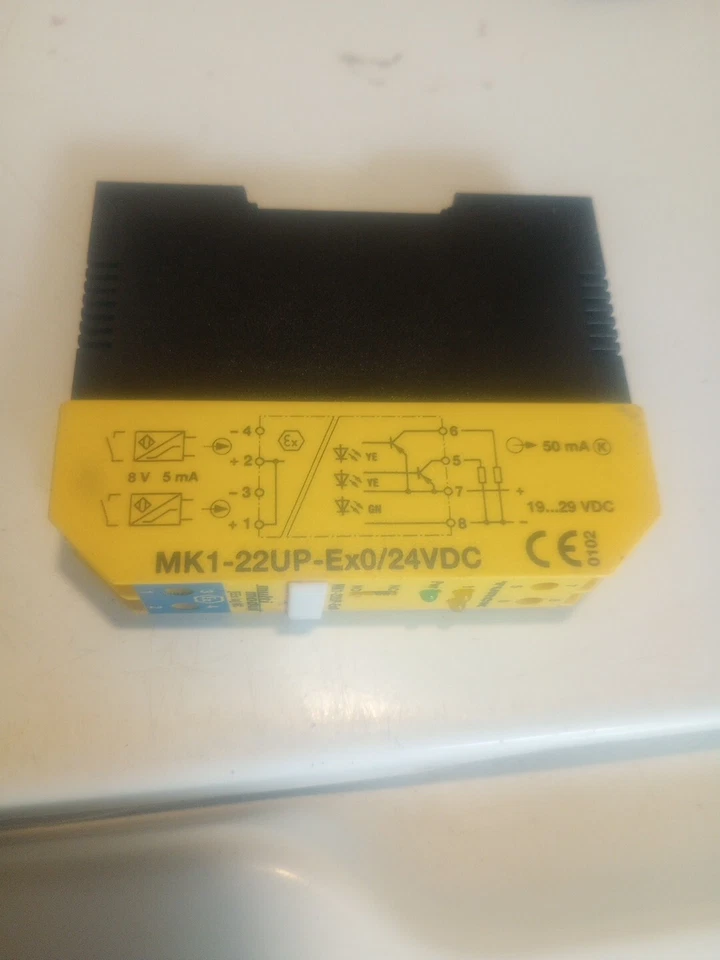 - 4
Ex
6
50 mA K
YE
8 V 5 mA
+ 2
5
YE
- 3
7 +
19...29 VDC
GN
+ 1
8 -
MK1-22UP-Ex0/24VDC
CE 0102